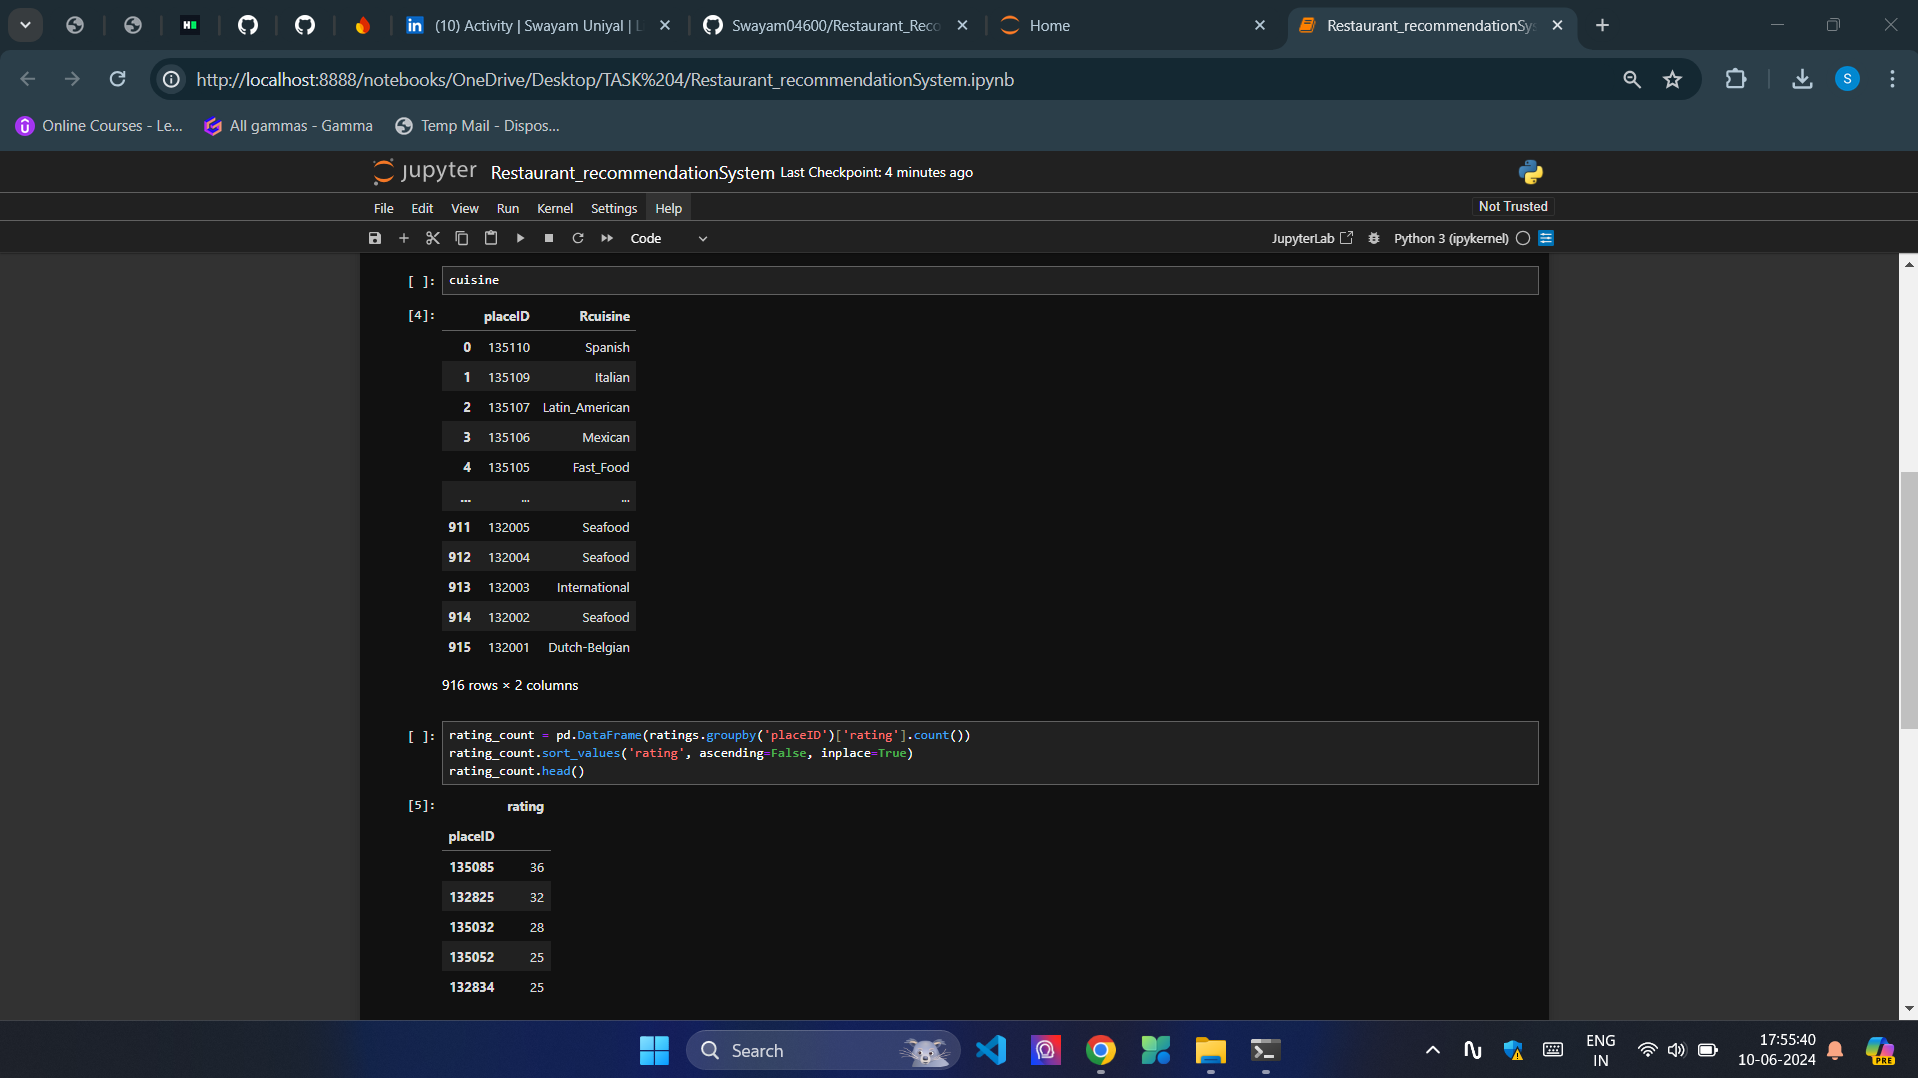 (10) Activity | Swayam Uniyal | L
Swayam04600/Restaurant_Reco
Home
Restaurant_recommendationSys
http://localhost:8888/notebooks/OneDrive/Desktop/TASK%204/Restaurant_recommendationSystem.ipynb
S
Online Courses - Le...
All gammas - Gamma
Temp Mail - Dispos...
jupyter Restaurant_recommendationSystem Last Checkpoint: 4 minutes ago
File Edit View Run Kernel Settings Help
Not Trusted
Code
JupyterLab
Python 3 (ipykernel)
[ ]: cuisine
[4]: placeID Rcuisine
0 135110 Spanish
1 135109 Italian
2 135107 Latin_American
3 135106 Mexican
4 135105 Fast_Food
... ... ...
911 132005 Seafood
912 132004 Seafood
913 132003 International
914 132002 Seafood
915 132001 Dutch-Belgian
916 rows × 2 columns
[ ]: rating_count = pd.DataFrame(ratings.groupby('placeID')['rating'].count())
rating_count.sort_values('rating', ascending=False, inplace=True)
rating_count.head()
[5]: rating
placeID
135085 36
132825 32
135032 28
135052 25
132834 25
Search
ENG
IN
17:55:40
10-06-2024
PRE